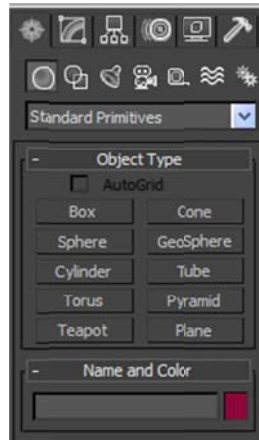 Standard Primitives
- Object Type
AutoGrid
Box Cone
Sphere GeoSphere
Cylinder Tube
Torus Pyramid
Teapot Plane
- Name and Color